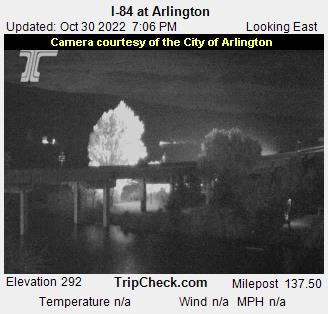 I-84 at Arlington
Updated: Oct 30 2022 7:06 PM Looking East
Camera courtesy of the City of Arlington
Elevation 292 TripCheck.com Milepost 137.50
Temperature n/a Wind n/a MPH n/a